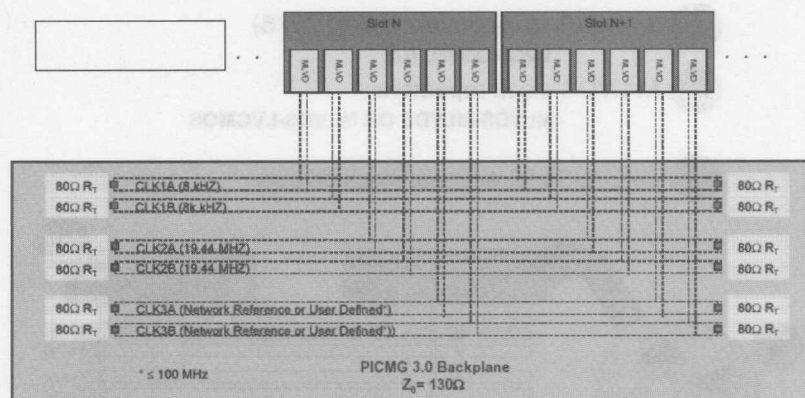 Slot N
Slot N+1
MLVD MLVD MLVD MLVD MLVD MLVD MLVD MLVD MLVD MLVD MLVD MLVD
80Ω R_T CLK1A (8 kHZ) 80Ω R_T
80Ω R_T CLK1B (8k kHZ) 80Ω R_T
80Ω R_T CLK2A (19.44 MHZ) 80Ω R_T
80Ω R_T CLK2B (19.44 MHZ) 80Ω R_T
80Ω R_T CLK3A (Network Reference or User Defined*) 80Ω R_T
80Ω R_T CLK3B (Network Reference or User Defined*)) 80Ω R_T
* ≤ 100 MHz
PICMG 3.0 Backplane
Z₀= 130Ω